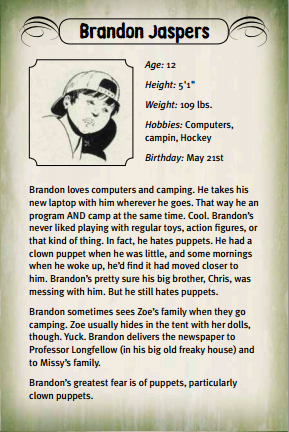 Brandon Jaspers
Age: 12
Height: 5'1"
Weight: 109 lbs.
Hobbies: Computers,
campin, Hockey
Birthday: May 21st
Brandon loves computers and camping. He takes his
new laptop with him wherever he goes. That way he an
program AND camp at the same time. Cool. Brandon's
never liked playing with regular toys, action figures, or
that kind of thing. In fact, he hates puppets. He had a
clown puppet when he was little, and some mornings
when he woke up, he'd find it had moved closer to
him. Brandon's pretty sure his big brother, Chris, was
messing with him. But he still hates puppets.
Brandon sometimes sees Zoe's family when they go
camping. Zoe usually hides in the tent with her dolls,
though. Yuck. Brandon delivers the newspaper to
Professor Longfellow (in his big old freaky house) and
to Missy's family.
Brandon's greatest fear is of puppets, particularly
clown puppets.